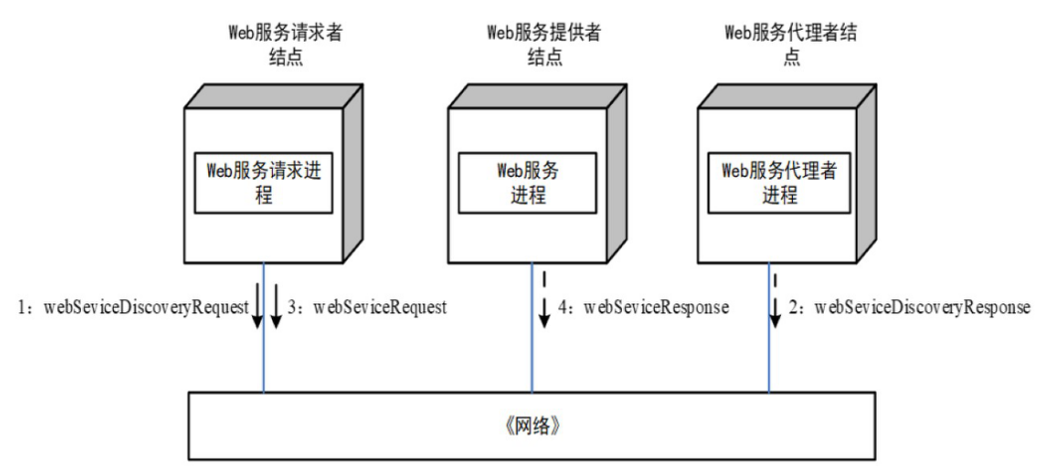 Web服务请求者
结点
Web服务提供者
结点
Web服务代理者结
点
Web服务请求进
程
Web服务
进程
Web服务代理者
进程
1：webSeviceDiscoveryRequest
3：webSeviceRequest
4：webSeviceResponse
2：webSeviceDiscoveryResponse
《网络》